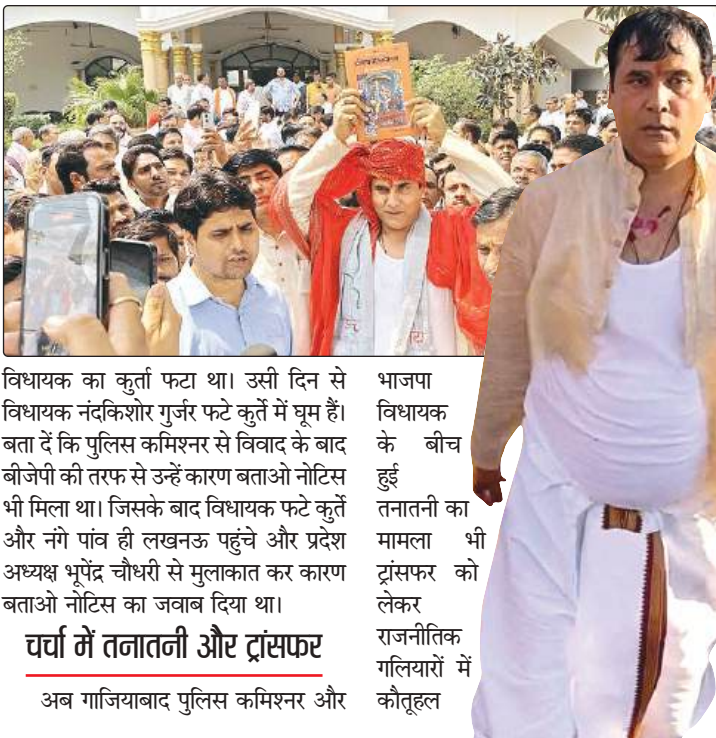 विधायक का कुर्ता फटा था। उसी दिन से
विधायक नंदकिशोर गुर्जर फटे कुर्ते में घूम हैं।
बता दें कि पुलिस कमिश्नर से विवाद के बाद
बीजेपी की तरफ से उन्हें कारण बताओ नोटिस
भी मिला था। जिसके बाद विधायक फटे कुर्ते
और नंगे पांव ही लखनऊ पहुंचे और प्रदेश
अध्यक्ष भूपेंद्र चौधरी से मुलाकात कर कारण
बताओ नोटिस का जवाब दिया था।
चर्चा में तनातनी और ट्रांसफर
अब गाजियाबाद पुलिस कमिश्नर और
भाजपा
विधायक
के बीच
हुई
तनातनी का
मामला भी
ट्रांसफर को
लेकर
राजनीतिक
गलियारों में
कौतूहल